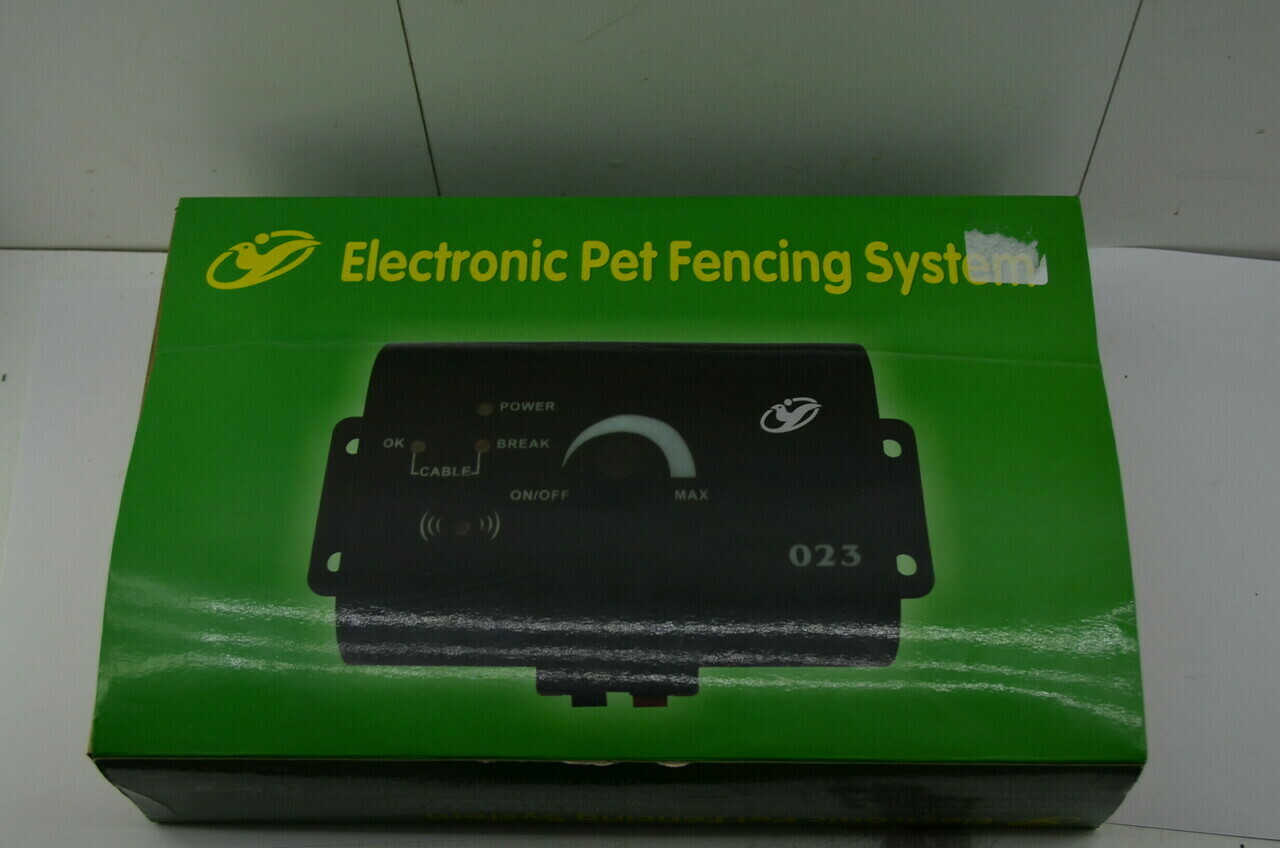 Electronic Pet Fencing System
POWER
OK BREAK
CABLE
ON/OFF MAX
023